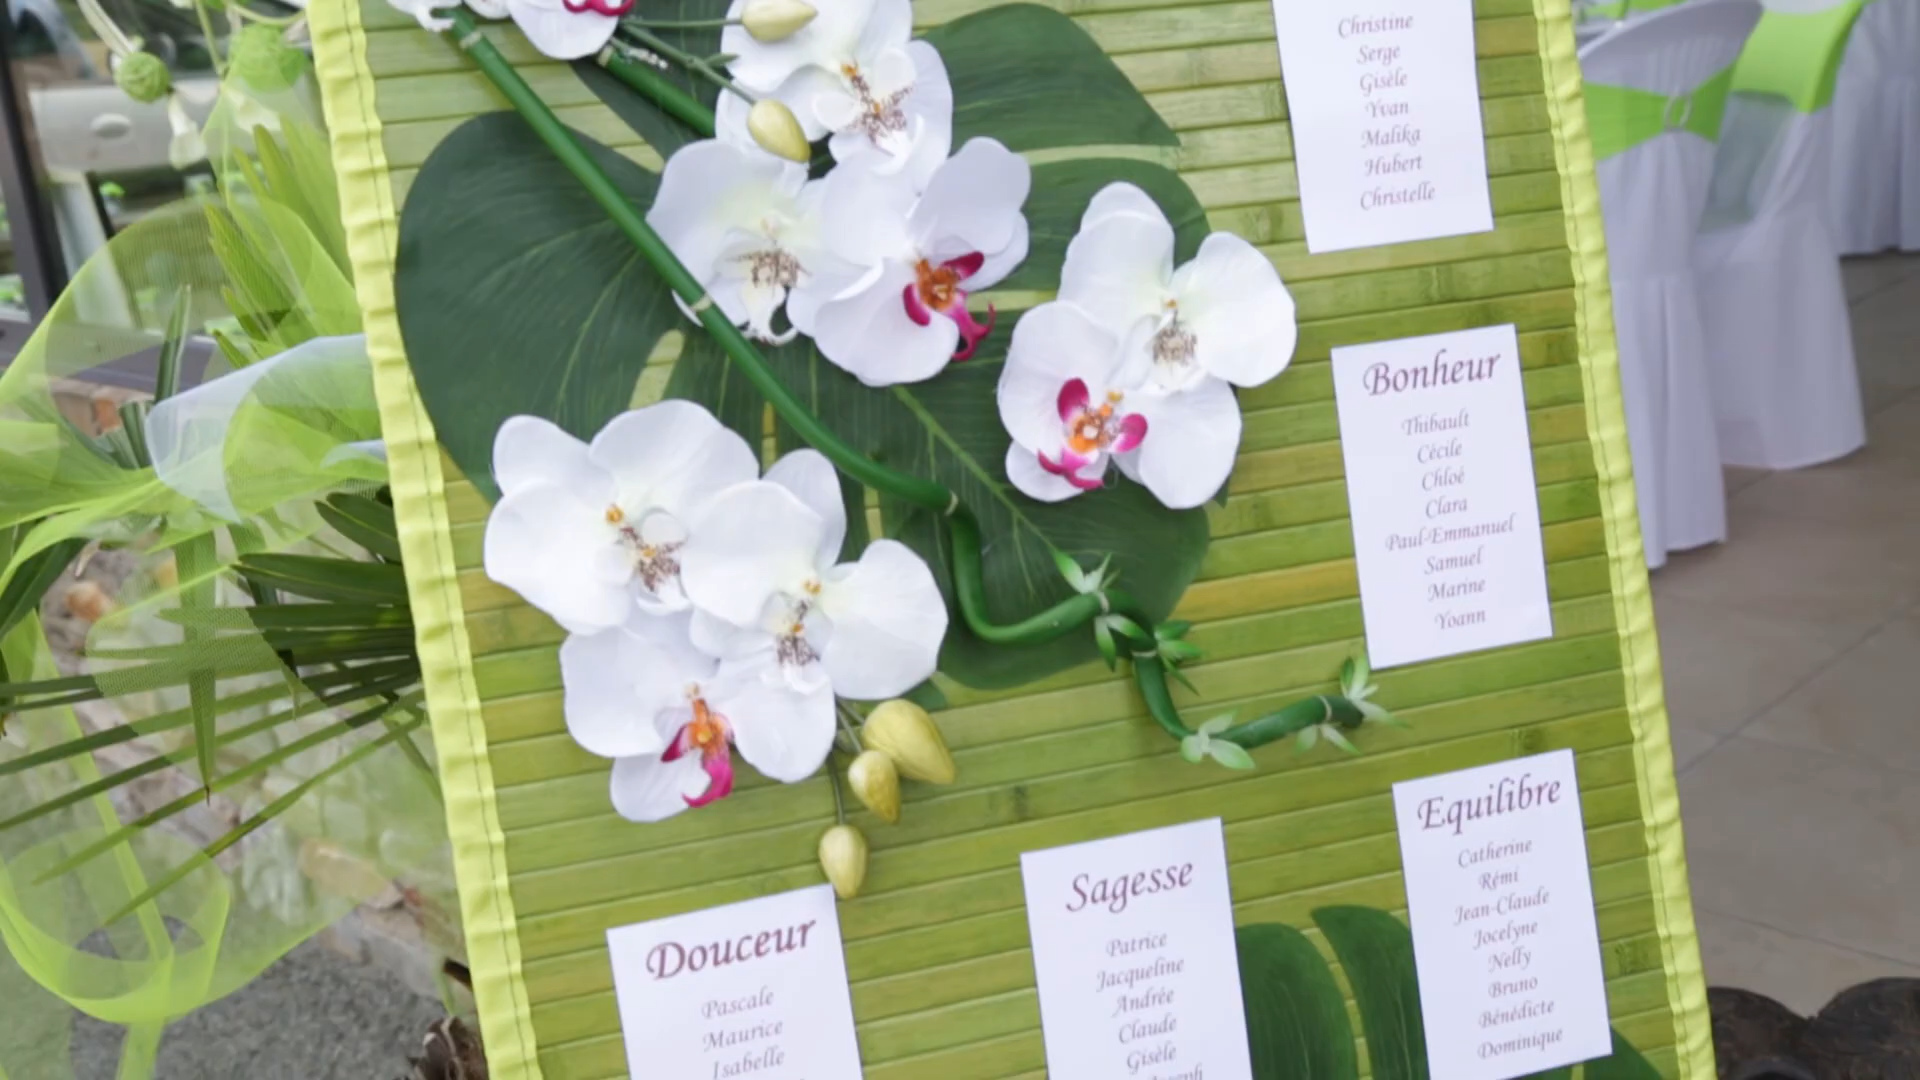 Christine
Serge
Gisèle
Yvan
Malika
Hubert
Christelle
Bonheur
Thibault
Cécile
Chloé
Clara
Paul-Emmanuel
Samuel
Marine
Yoann
Douceur
Pascale
Maurice
Isabelle
Sagesse
Patrice
Jacqueline
Andrée
Claude
Gisèle
Equilibre
Catherine
Rémi
Jean-Claude
Jocelyne
Nelly
Bruno
Bénédicte
Dominique